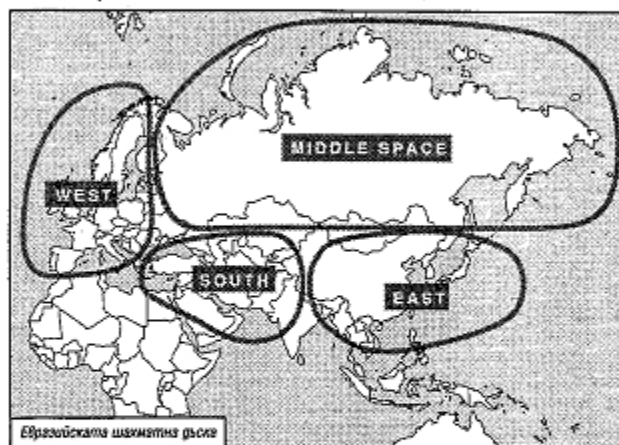 MIDDLE SPACE
WEST
SOUTH
EAST
Евразийската шахматна дъска